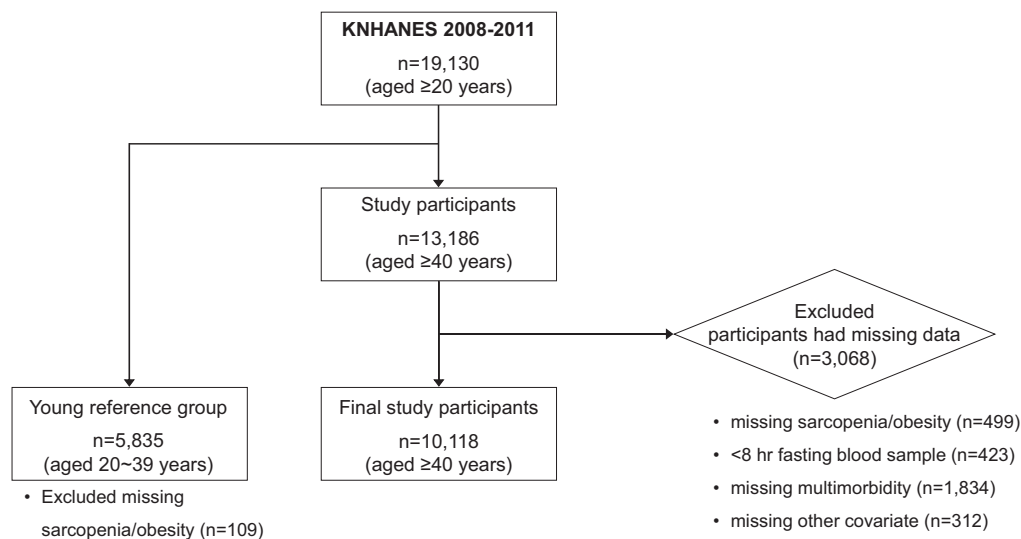 KNHANES 2008-2011
n=19,130
(aged ≥20 years)
Study participants
n=13,186
(aged ≥40 years)
Excluded
participants had missing data
(n=3,068)
Young reference group
n=5,835
(aged 20~39 years)
• Excluded missing
sarcopenia/obesity (n=109)
Final study participants
n=10,118
(aged ≥40 years)
• missing sarcopenia/obesity (n=499)
• <8 hr fasting blood sample (n=423)
• missing multimorbidity (n=1,834)
• missing other covariate (n=312)